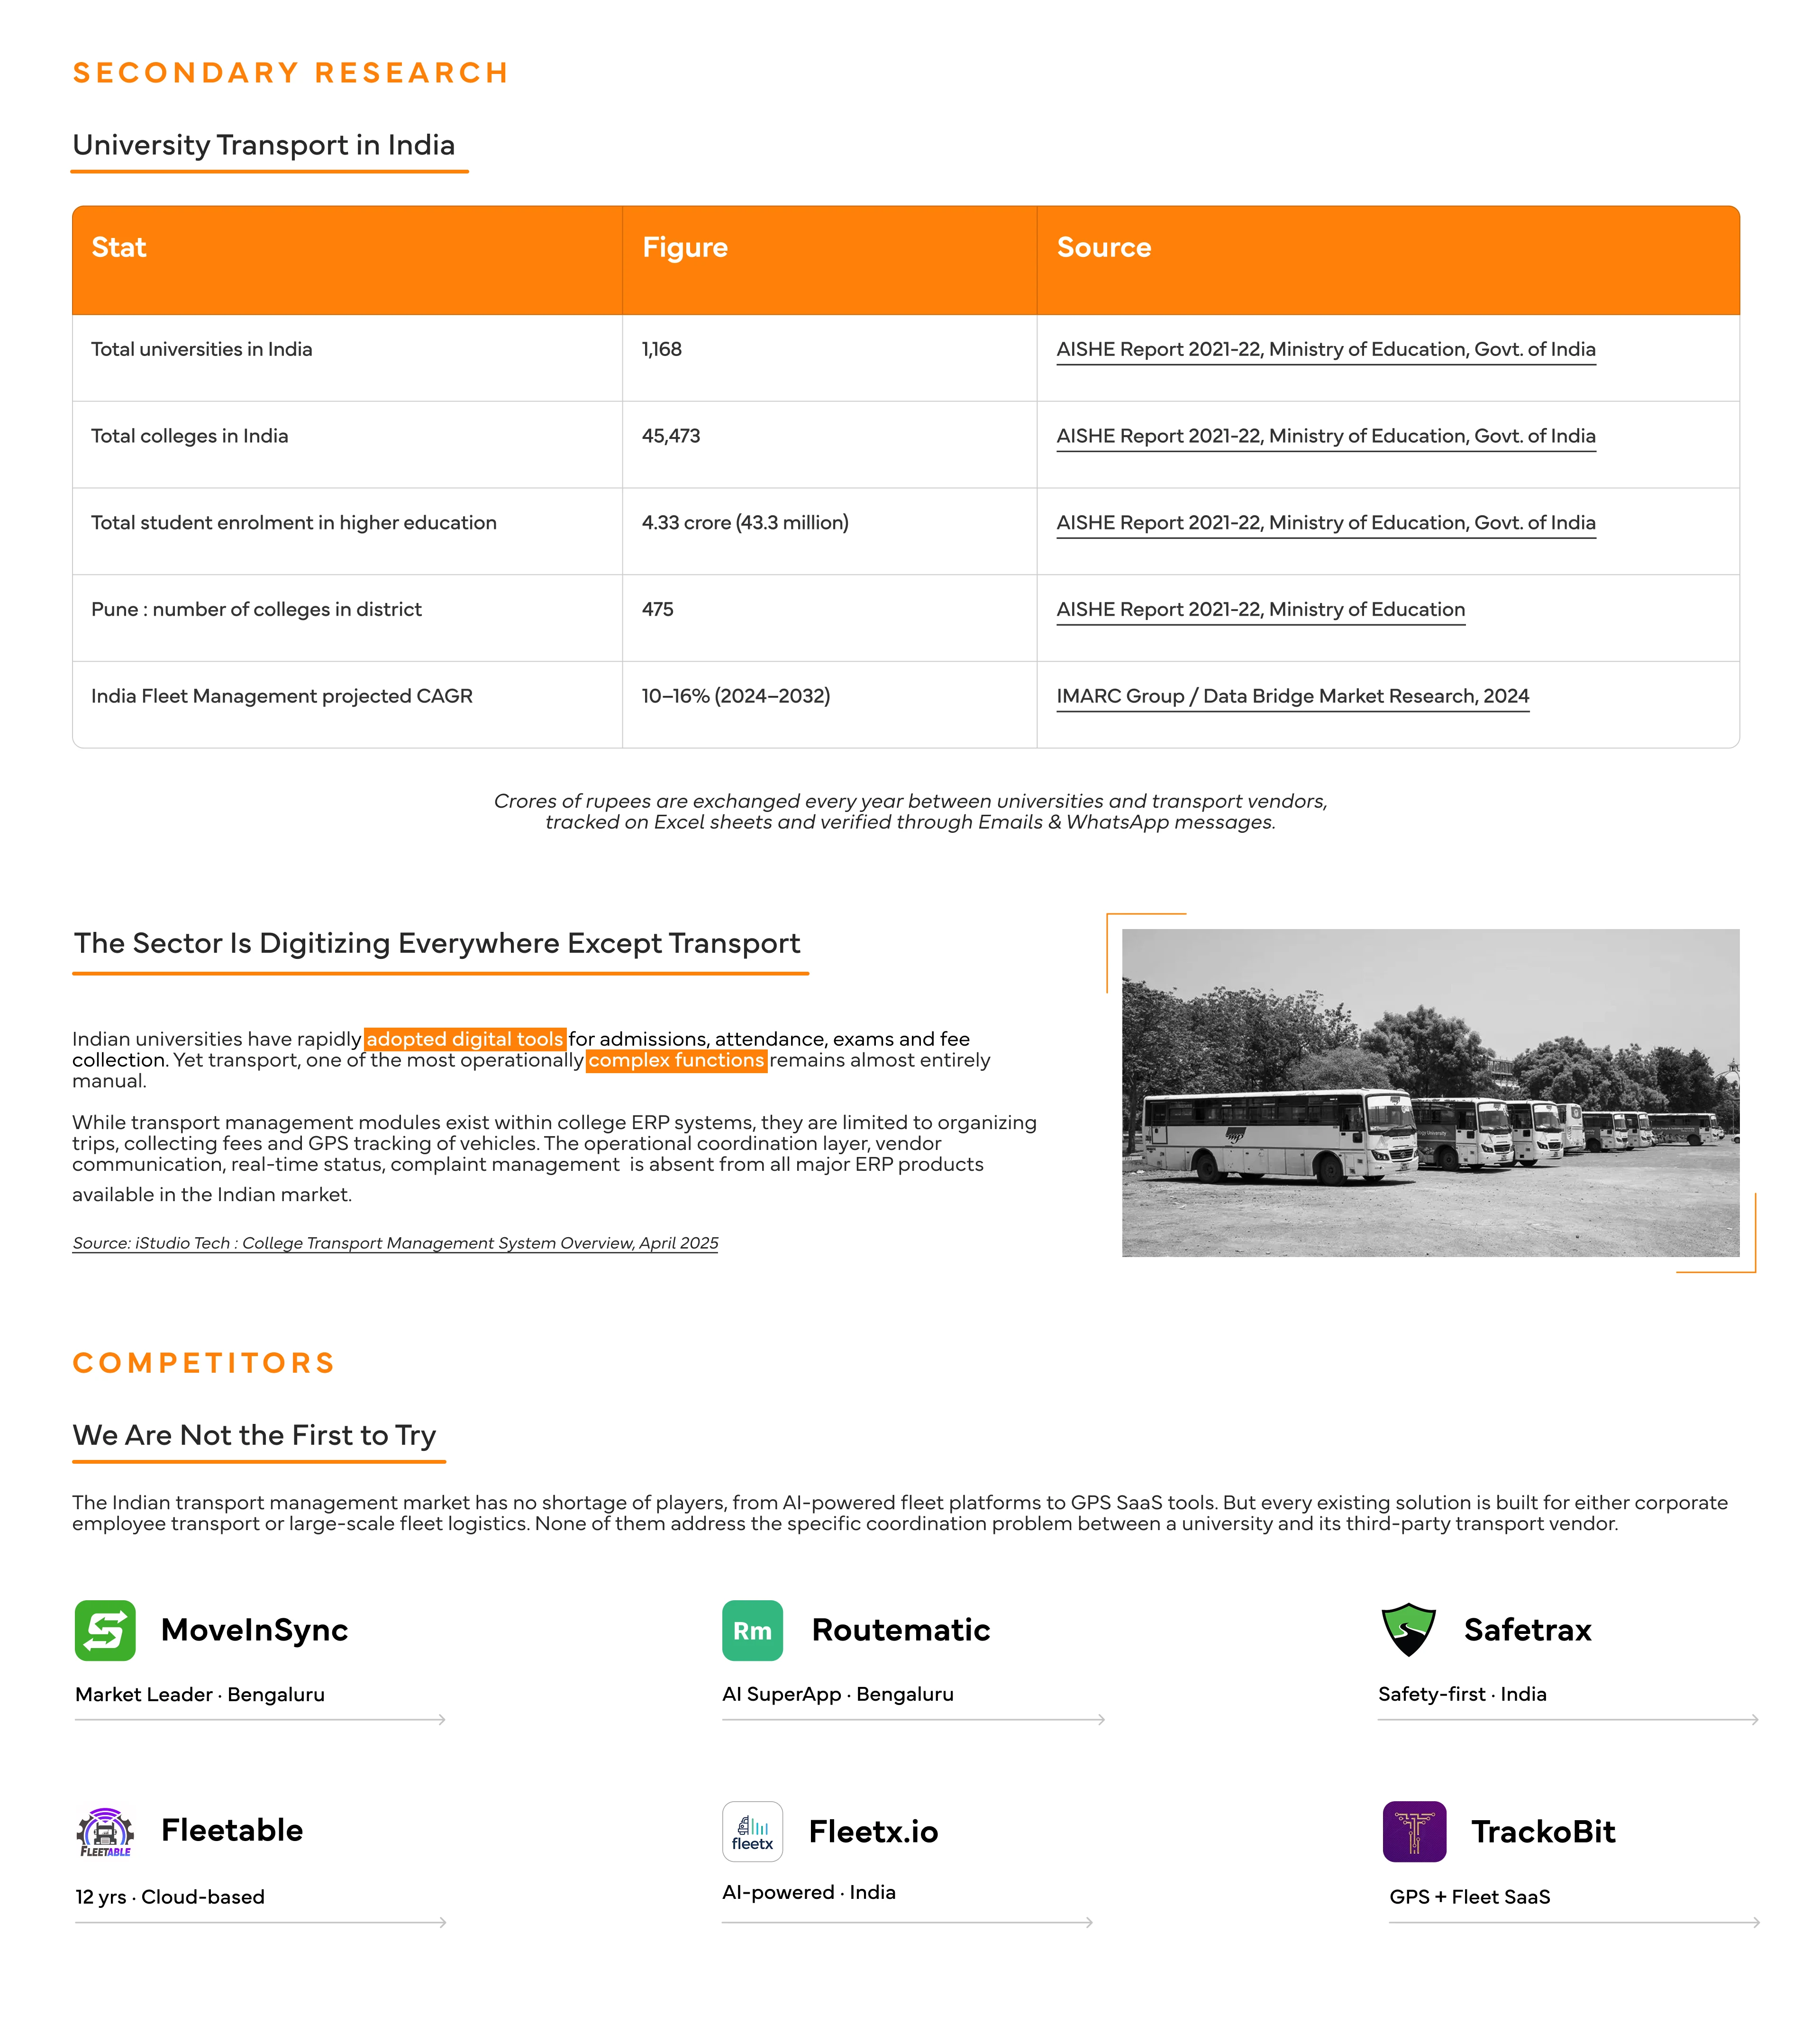 SECONDARY RESEARCH
University Transport in India
Stat Figure Source
Total universities in India 1,168 AISHE Report 2021-22, Ministry of Education, Govt. of India
Total colleges in India 45,473 AISHE Report 2021-22, Ministry of Education, Govt. of India
Total student enrolment in higher education 4.33 crore (43.3 million) AISHE Report 2021-22, Ministry of Education, Govt. of India
Pune : number of colleges in district 475 AISHE Report 2021-22, Ministry of Education
India Fleet Management projected CAGR 10–16% (2024–2032) IMARC Group / Data Bridge Market Research, 2024
Crores of rupees are exchanged every year between universities and transport vendors,
tracked on Excel sheets and verified through Emails & WhatsApp messages.
The Sector Is Digitizing Everywhere Except Transport
Indian universities have rapidly adopted digital tools for admissions, attendance, exams and fee
collection. Yet transport, one of the most operationally complex functions remains almost entirely
manual.
While transport management modules exist within college ERP systems, they are limited to organizing
trips, collecting fees and GPS tracking of vehicles. The operational coordination layer, vendor
communication, real-time status, complaint management  is absent from all major ERP products
available in the Indian market.
Source: iStudio Tech : College Transport Management System Overview, April 2025
COMPETITORS
We Are Not the First to Try
The Indian transport management market has no shortage of players, from AI-powered fleet platforms to GPS SaaS tools. But every existing solution is built for either corporate
employee transport or large-scale fleet logistics. None of them address the specific coordination problem between a university and its third-party transport vendor.
MoveInSync
Market Leader · Bengaluru
Rm
Routematic
AI SuperApp · Bengaluru
Safetrax
Safety-first · India
FLEETABLE
Fleetable
12 yrs · Cloud-based
fleetx
Fleetx.io
AI-powered · India
TrackoBit
GPS + Fleet SaaS